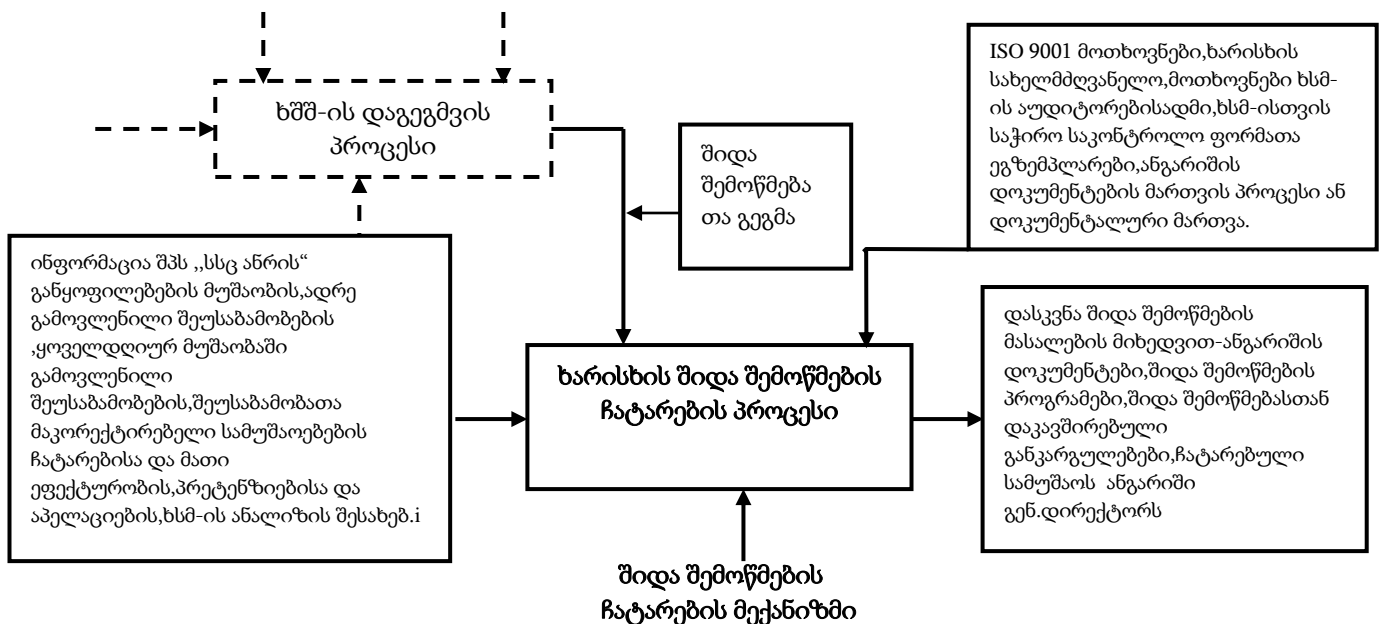 ხშშ-ის დაგეგმვის
პროცესი
შიდა
შემოწმება
თა გეგმა
ISO 9001 მოთხოვნები,ხარისხის
სახელმძღვანელო,მოთხოვნები ხსმ-
ის აუდიტორებისადმი,ხსმ-ისთვის
საჭირო საკონტროლო ფორმათა
ეგზემპლარები,ანგარიშის
დოკუმენტების მართვის პროცესი ან
დოკუმენტალური მართვა.
ინფორმაცია შპს ,,სსც ანრის“
განყოფილებების მუშაობის,ადრე
გამოვლენილი შეუსაბამობების
,ყოველდღიურ მუშაობაში
გამოვლენილი
შეუსაბამობების,შეუსაბამობათა
მაკორექტირებელი სამუშაოებების
ჩატარებისა და მათი
ეფექტურობის,პრეტენზიებისა და
აპელაციების,ხსმ-ის ანალიზის შესახებ.i
ხარისხის შიდა შემოწმების
ჩატარების პროცესი
დასკვნა შიდა შემოწმების
მასალების მიხედვით-ანგარიშის
დოკუმენტები,შიდა შემოწმების
პროგრამები,შიდა შემოწმებასთან
დაკავშირებული
განკარგულებები,ჩატარებული
სამუშაოს ანგარიში
გენ.დირექტორს
შიდა შემოწმების
ჩატარების მექანიზმი